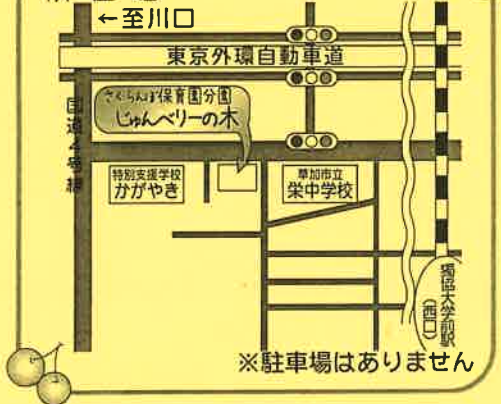 ←至川口
東京外環自動車道
さくらんぼ保育園分園
じゅんベリーの木
国道4号線
特別支援学校
かがやき
草加市立
栄中学校
獨協大学前駅
(西口)
※駐車場はありません